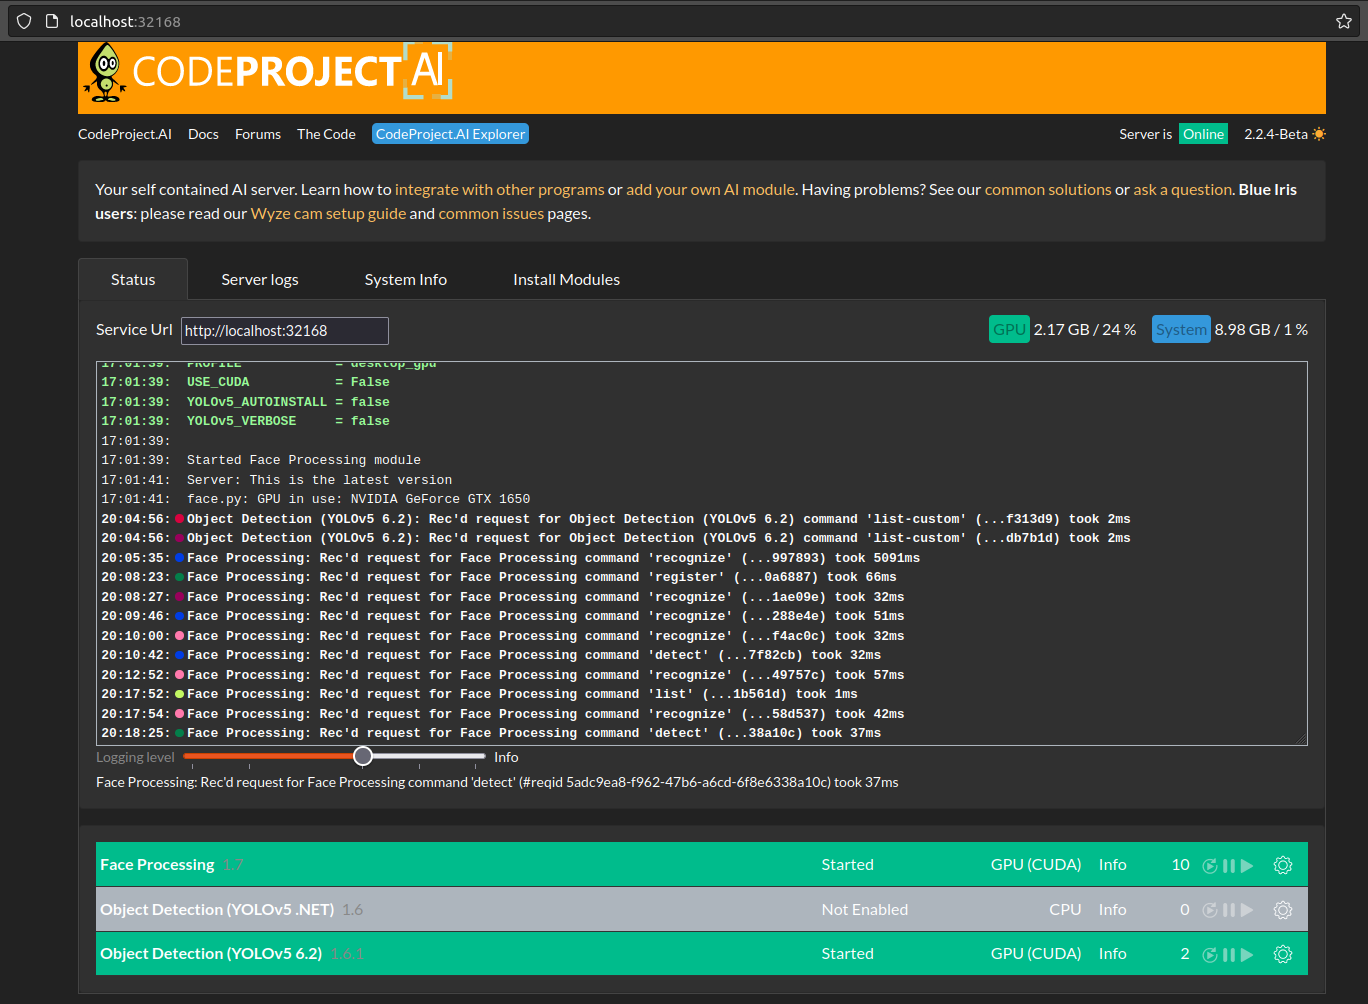 localhost:32168
CODEPROJECT AI
CodeProject.AI Docs Forums The Code CodeProject.AI Explorer Server is Online 2.2.4-Beta
Your self contained AI server. Learn how to integrate with other programs or add your own AI module. Having problems? See our common solutions or ask a question. Blue Iris
users: please read our Wyze cam setup guide and common issues pages.
Status Server logs System Info Install Modules
Service Url http://localhost:32168 GPU 2.17 GB / 24 % System 8.98 GB / 1 %
17:01:39: PROFILE = desktop_gpu
17:01:39: USE_CUDA = False
17:01:39: YOLOv5_AUTOINSTALL = false
17:01:39: YOLOv5_VERBOSE = false
17:01:39:
17:01:39: Started Face Processing module
17:01:41: Server: This is the latest version
17:01:41: face.py: GPU in use: NVIDIA GeForce GTX 1650
20:04:56: Object Detection (YOLOv5 6.2): Rec'd request for Object Detection (YOLOv5 6.2) command 'list-custom' (...f313d9) took 2ms
20:04:56: Object Detection (YOLOv5 6.2): Rec'd request for Object Detection (YOLOv5 6.2) command 'list-custom' (...db7b1d) took 2ms
20:05:35: Face Processing: Rec'd request for Face Processing command 'recognize' (...997893) took 5091ms
20:08:23: Face Processing: Rec'd request for Face Processing command 'register' (...0a6887) took 66ms
20:08:27: Face Processing: Rec'd request for Face Processing command 'recognize' (...1ae09e) took 32ms
20:09:46: Face Processing: Rec'd request for Face Processing command 'recognize' (...288e4e) took 51ms
20:10:00: Face Processing: Rec'd request for Face Processing command 'recognize' (...f4ac0c) took 32ms
20:10:42: Face Processing: Rec'd request for Face Processing command 'detect' (...7f82cb) took 32ms
20:12:52: Face Processing: Rec'd request for Face Processing command 'recognize' (...49757c) took 57ms
20:17:52: Face Processing: Rec'd request for Face Processing command 'list' (...1b561d) took 1ms
20:17:54: Face Processing: Rec'd request for Face Processing command 'recognize' (...58d537) took 42ms
20:18:25: Face Processing: Rec'd request for Face Processing command 'detect' (...38a10c) took 37ms
Logging level Info
Face Processing: Rec'd request for Face Processing command 'detect' (#reqid 5adc9ea8-f962-47b6-a6cd-6f8e6338a10c) took 37ms
Face Processing 1.7 Started GPU (CUDA) Info 10
Object Detection (YOLOv5 .NET) 1.6 Not Enabled CPU Info 0
Object Detection (YOLOv5 6.2) 1.6.1 Started GPU (CUDA) Info 2